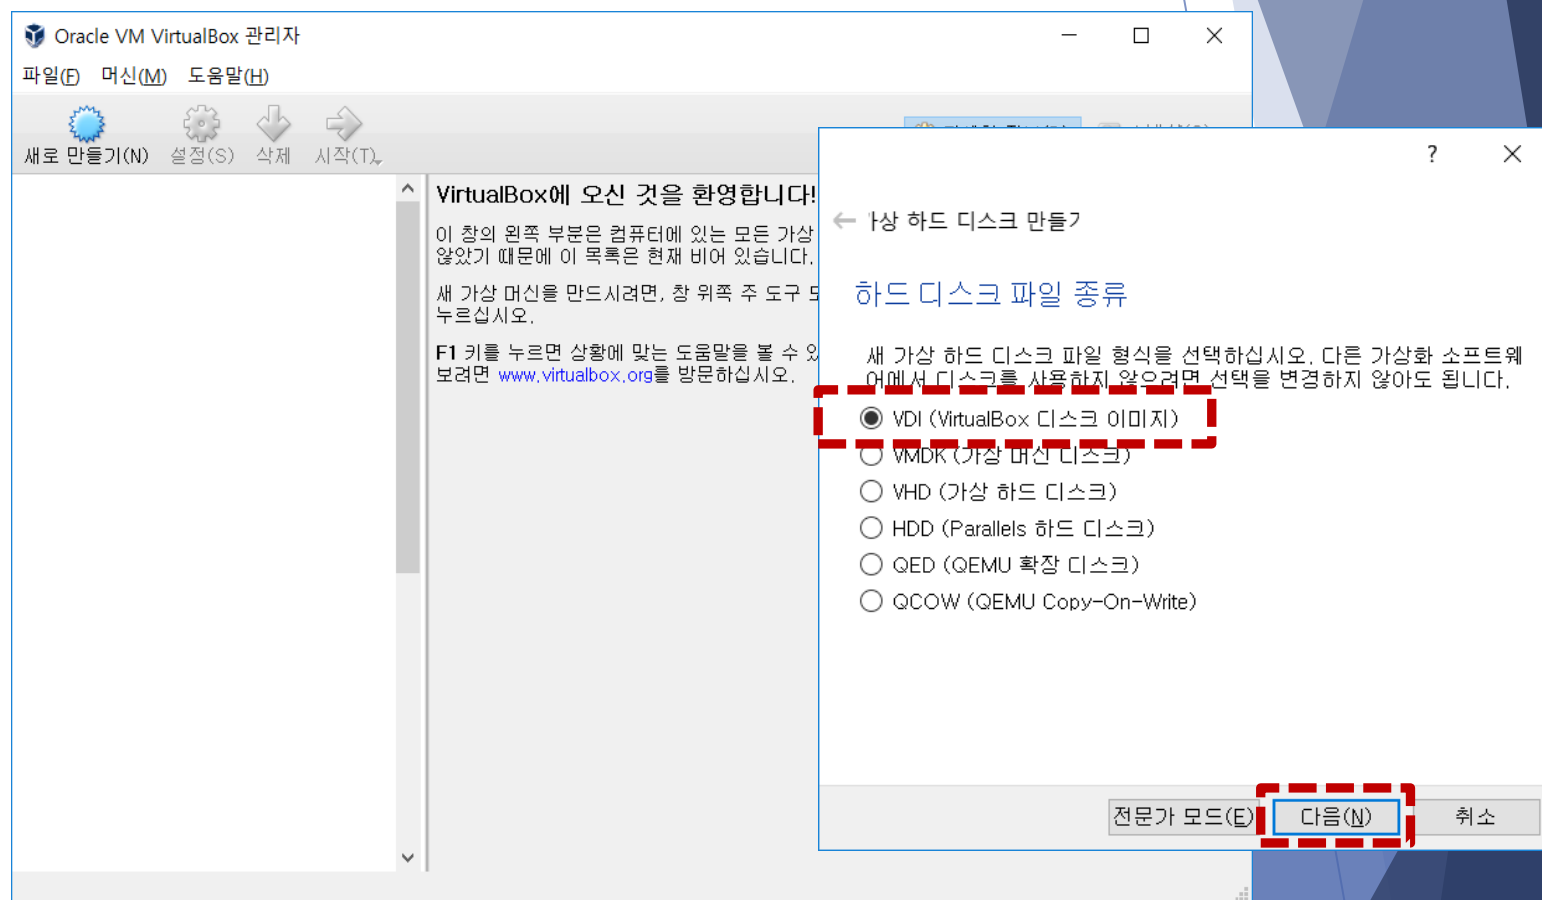 Oracle VM VirtualBox 관리자
파일(F) 머신(M) 도움말(H)
새로 만들기(N) 설정(S) 삭제 시작(T)
VirtualBox에 오신 것을 환영합니다!
이 창의 왼쪽 부분은 컴퓨터에 있는 모든 가상
않았기 때문에 이 목록은 현재 비어 있습니다.
새 가상 머신을 만드시려면, 창 위쪽 주 도구
누르십시오.
F1 키를 누르면 상황에 맞는 도움말을 볼 수
보려면 www.virtualbox.org를 방문하십시오.
?
하드 디스크
하드 디스크 파일 종류
새 가상 하드 디스크 파일 형식을 선택하십시오. 다른 가상화 소프트웨
어에서 디스크를 사용하지 않으려면 선택을 변경하지 않아도 됩니다.
VDI (VirtualBox 디스크 이미지)
VMDK (가상 머신 디스크)
VHD (가상 하드 디스크)
HDD (Parallels 하드 디스크)
QED (QEMU 확장 디스크)
QCOW (QEMU Copy-On-Write)
전문가 모드(E) 다음(N) 취소